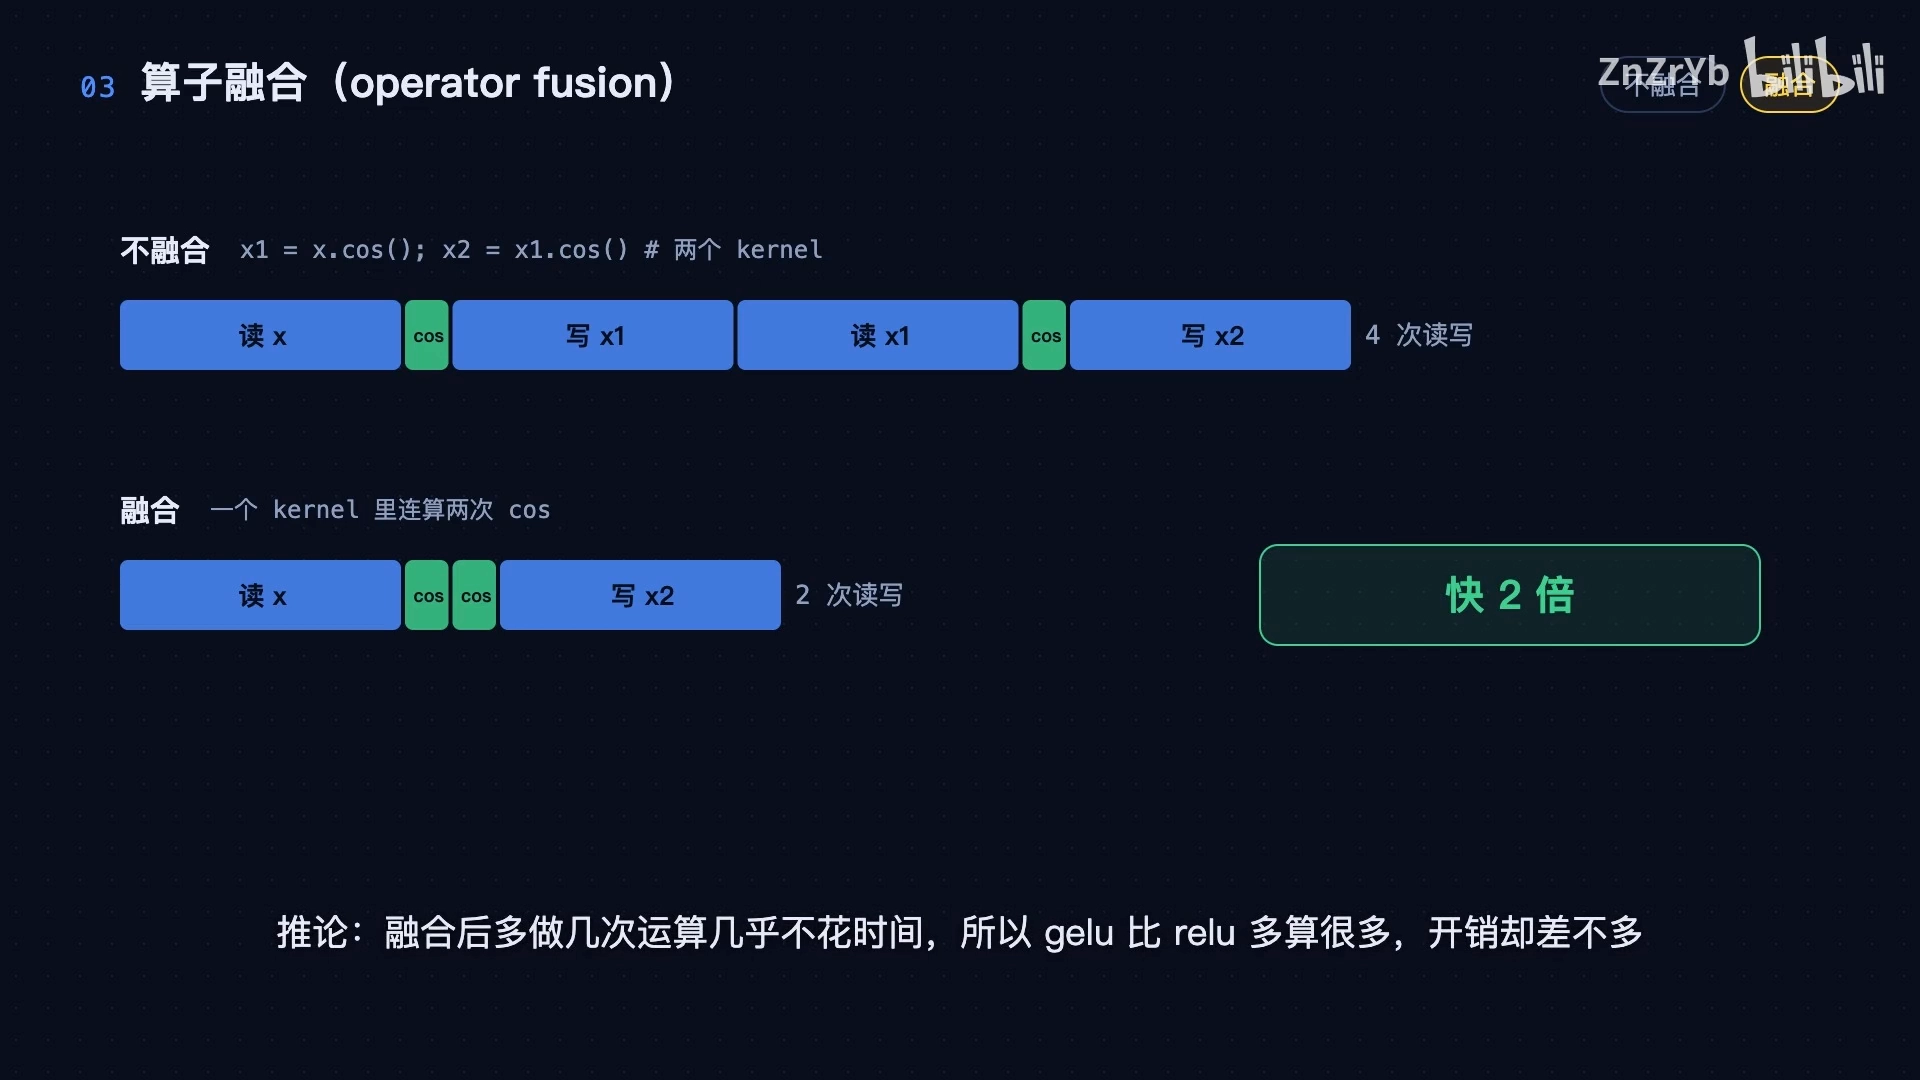 03 算子融合（operator fusion）
不融合 融合
ZnZrYb bilibili
不融合 x1 = x.cos(); x2 = x1.cos() # 两个 kernel
读 x cos 写 x1 读 x1 cos 写 x2 4 次读写
融合 一个 kernel 里连算两次 cos
读 x cos cos 写 x2 2 次读写
快 2 倍
推论：融合后多做几次运算几乎不花时间，所以 gelu 比 relu 多算很多，开销却差不多